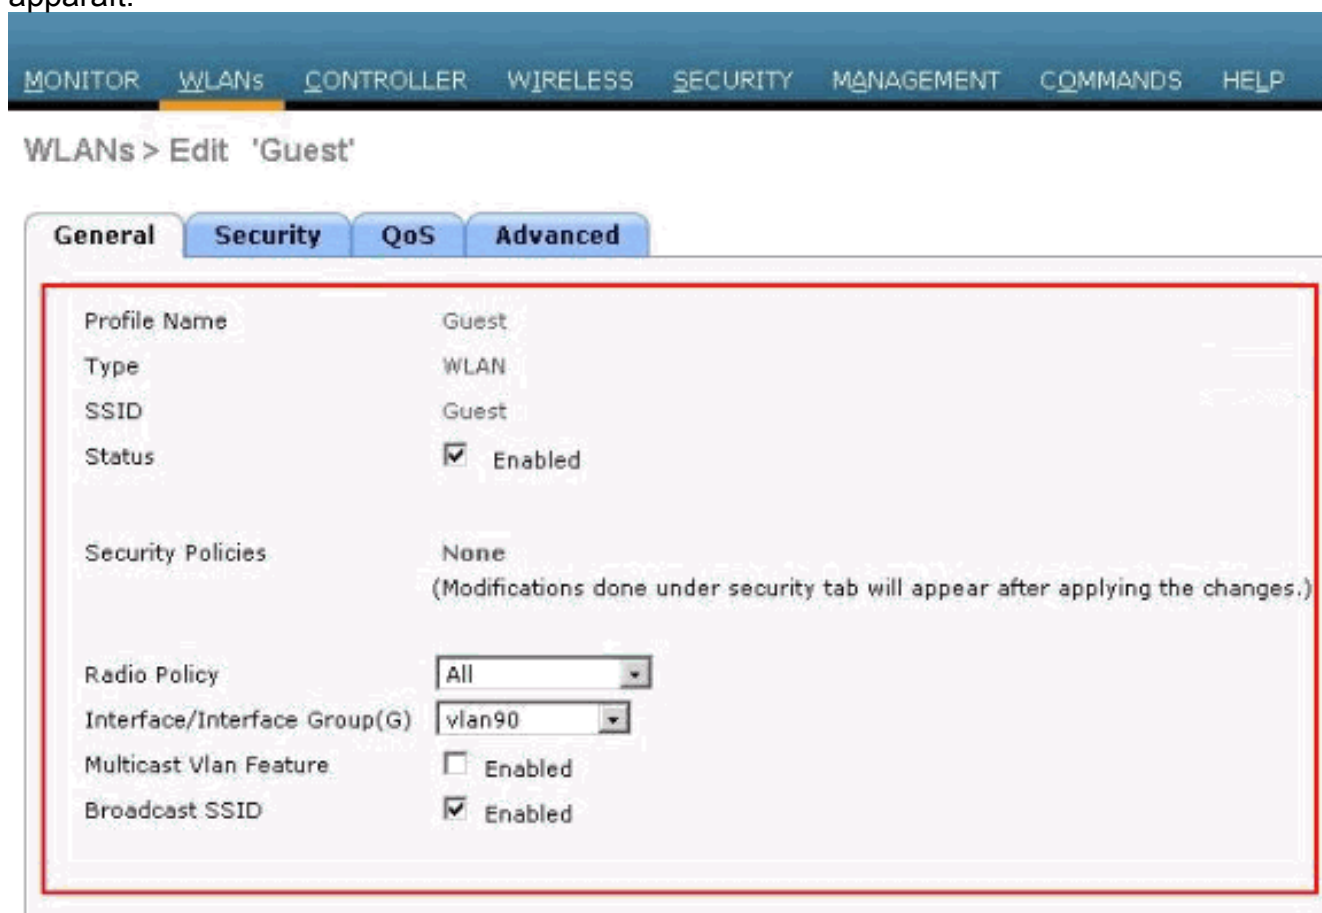 apparaît.
MONITOR WLANs CONTROLLER WIRELESS SECURITY MANAGEMENT COMMANDS HELP
WLANs > Edit 'Guest'
General Security QoS Advanced
Profile Name Guest
Type WLAN
SSID Guest
Status Enabled
Security Policies None
(Modifications done under security tab will appear after applying the changes.)
Radio Policy All
Interface/Interface Group(G) vlan90
Multicast Vlan Feature Enabled
Broadcast SSID Enabled